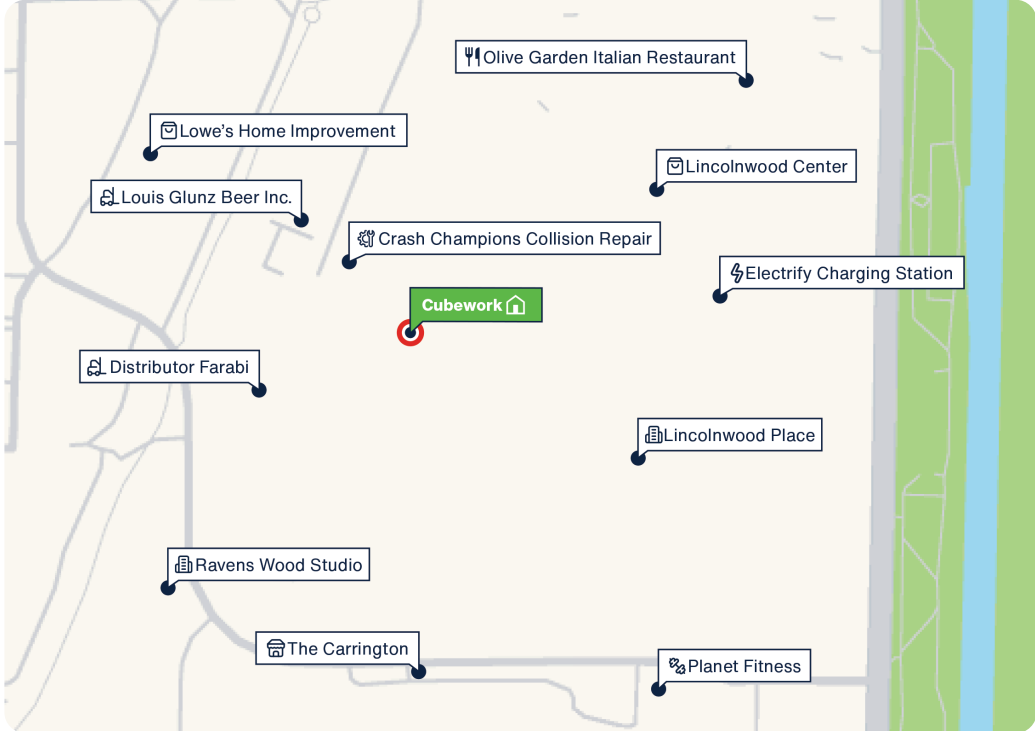 Olive Garden Italian Restaurant
Lowe's Home Improvement
Lincolnwood Center
Louis Glunz Beer Inc.
Crash Champions Collision Repair
Electrify Charging Station
Cubework
Distributor Farabi
Lincolnwood Place
Ravens Wood Studio
The Carrington
Planet Fitness